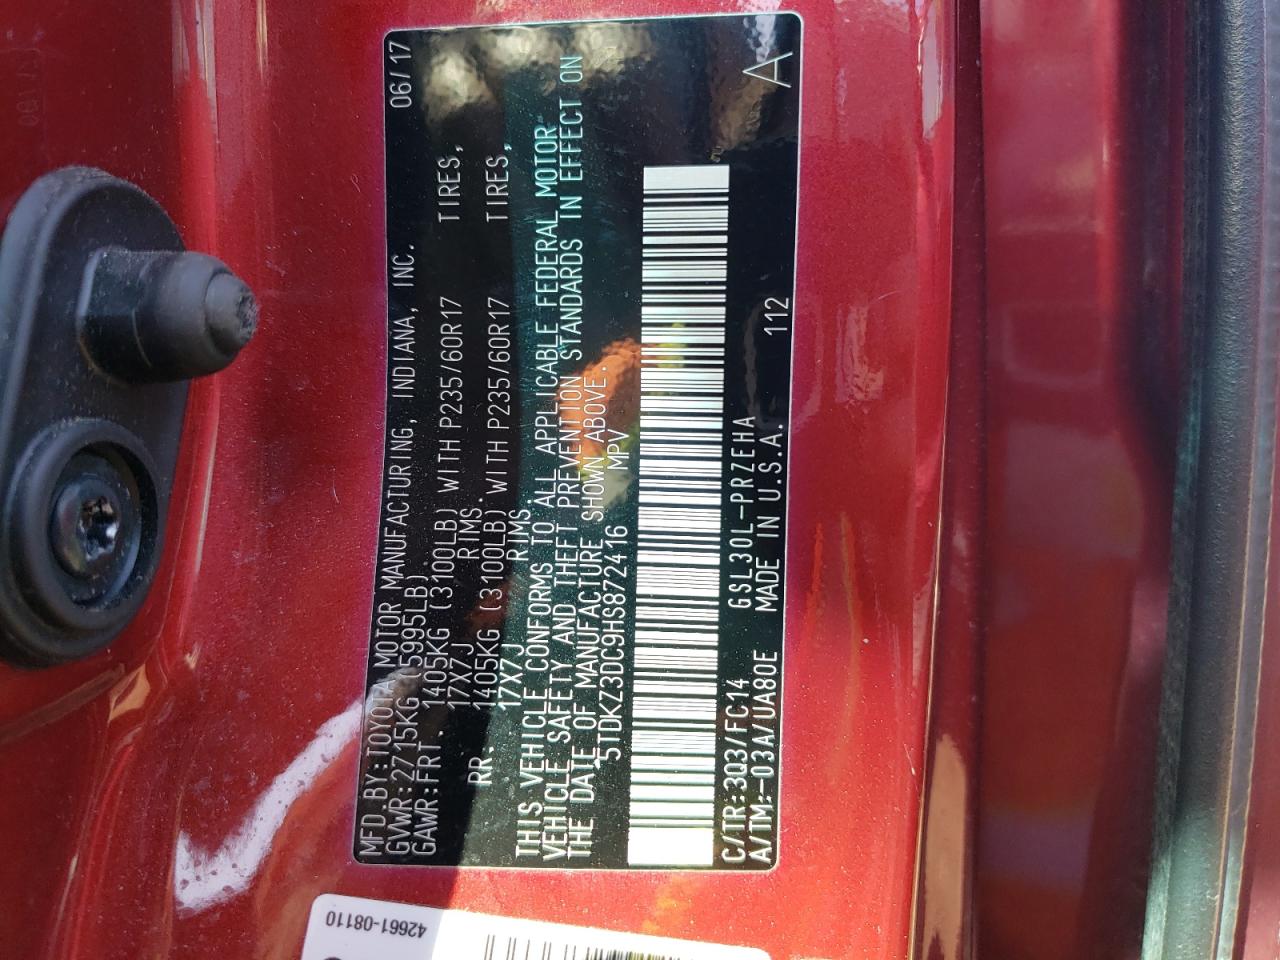 MFD.BY:TOYOTA MOTOR MANUFACTURING, INDIANA, INC. 06/17
GVWR:2715KG (5995LB)
GAWR:FRT. 1405KG (3100LB) WITH P235/60R17 TIRES,
17X7J RIMS.
RR. 1405KG (3100LB) WITH P235/60R17 TIRES,
17X7J RIMS.
THIS VEHICLE CONFORMS TO ALL APPLICABLE FEDERAL MOTOR
VEHICLE SAFETY AND THEFT PREVENTION STANDARDS IN EFFECT ON
THE DATE OF MANUFACTURE SHOWN ABOVE.
5TDKZ3DC9HS872416 MPV
C/TR:3Q3/FC14 GSL30L-PRZEHA
A/TM:-03A/UA80E MADE IN U.S.A. 112 A
42661-08110